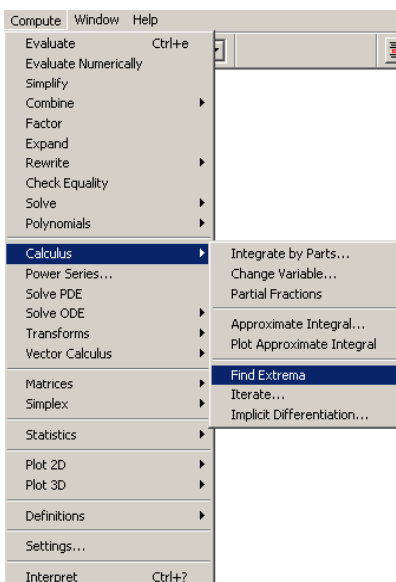 Compute Window Help
Evaluate Ctrl+e
Evaluate Numerically
Simplify
Combine
Factor
Expand
Rewrite
Check Equality
Solve
Polynomials
Calculus
Power Series...
Solve PDE
Solve ODE
Transforms
Vector Calculus
Matrices
Simplex
Statistics
Plot 2D
Plot 3D
Definitions
Settings...
Interpret Ctrl+?
Integrate by Parts...
Change Variable...
Partial Fractions
Approximate Integral...
Plot Approximate Integral
Find Extrema
Iterate...
Implicit Differentiation...